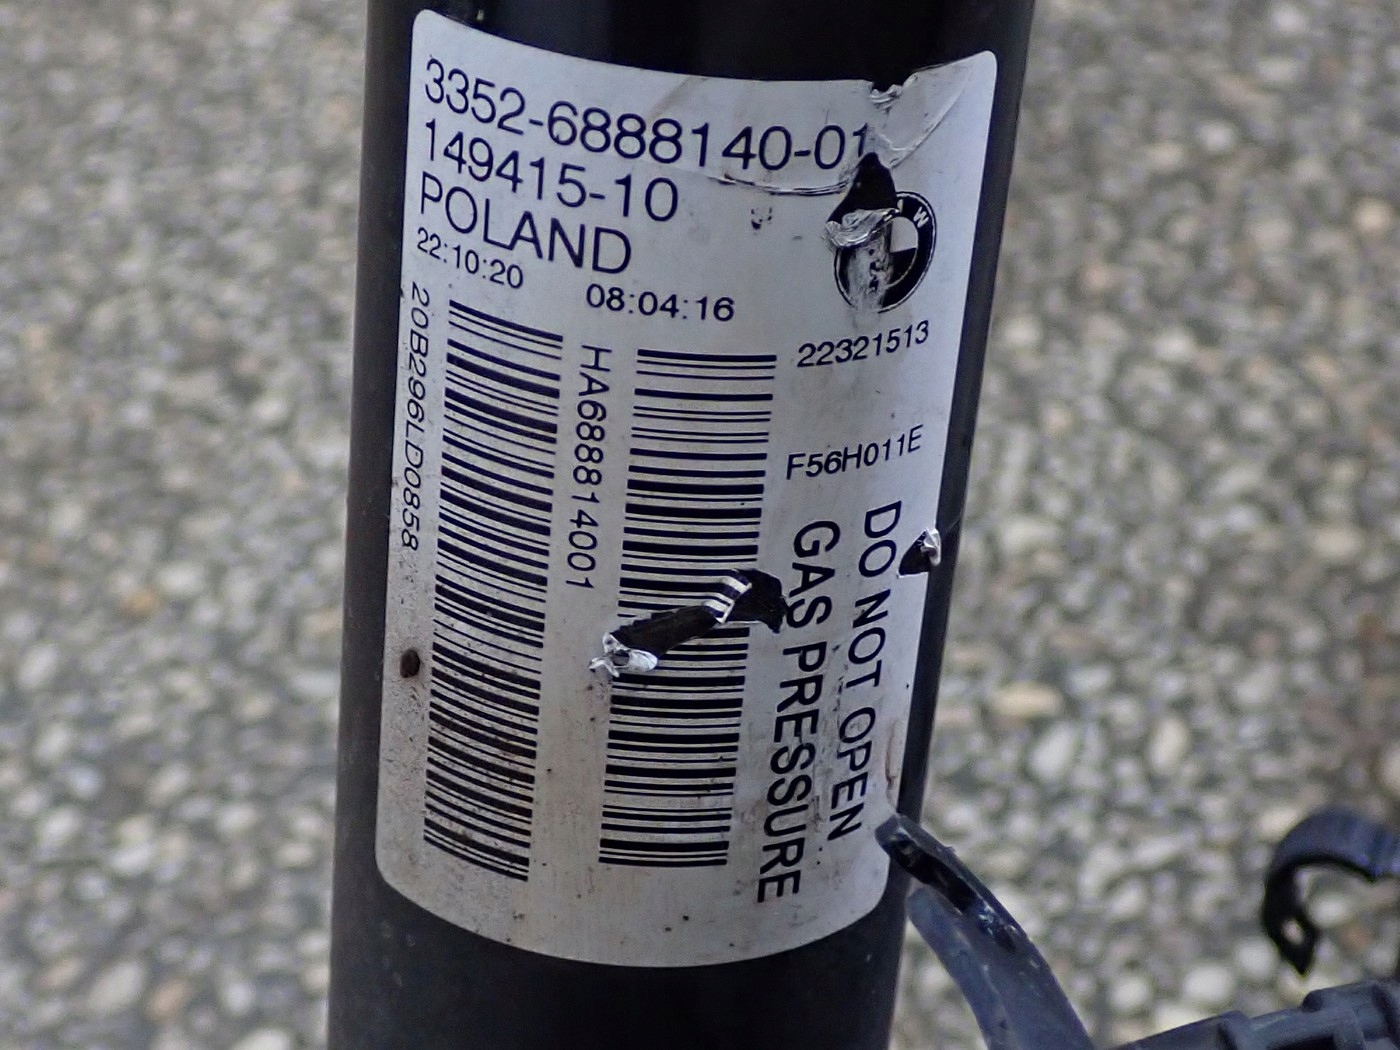 3352-6888140-01
149415-10
POLAND
22:10:20 08:04:16
22321513
F56H011E
20B296LD0858
HA688814001
DO NOT OPEN
GAS PRESSURE
W